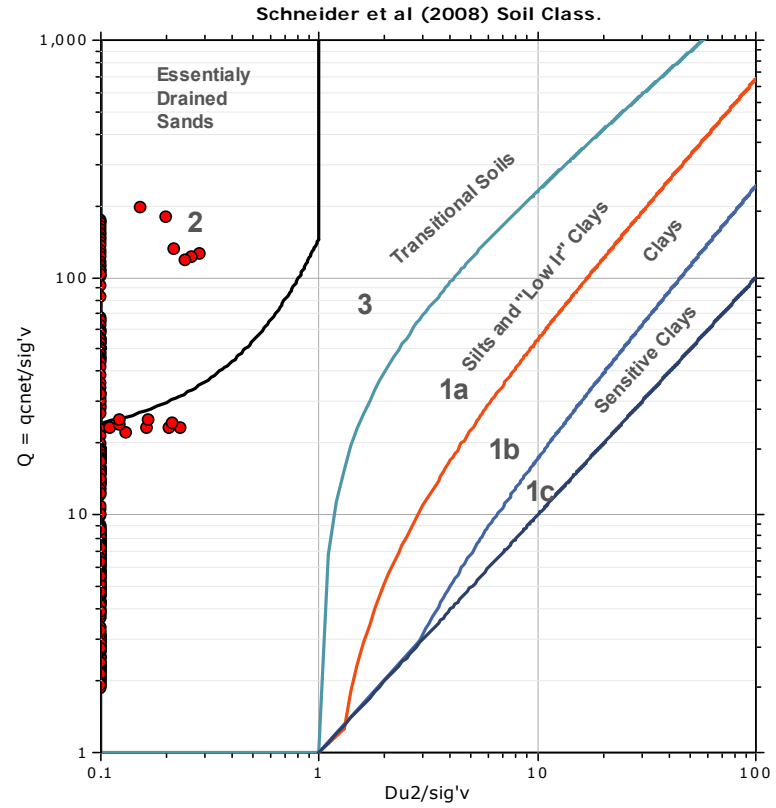 Schneider et al (2008) Soil Class.
1,000
Essentialy
Drained
Sands
2
Transitional Soils
Silts and "Low Ir" Clays
Clays
100
3
Sensitive Clays
1a
1b
1c
10
1
0.1
1
10
100
Q = qcnet/sig'v
Du2/sig'v